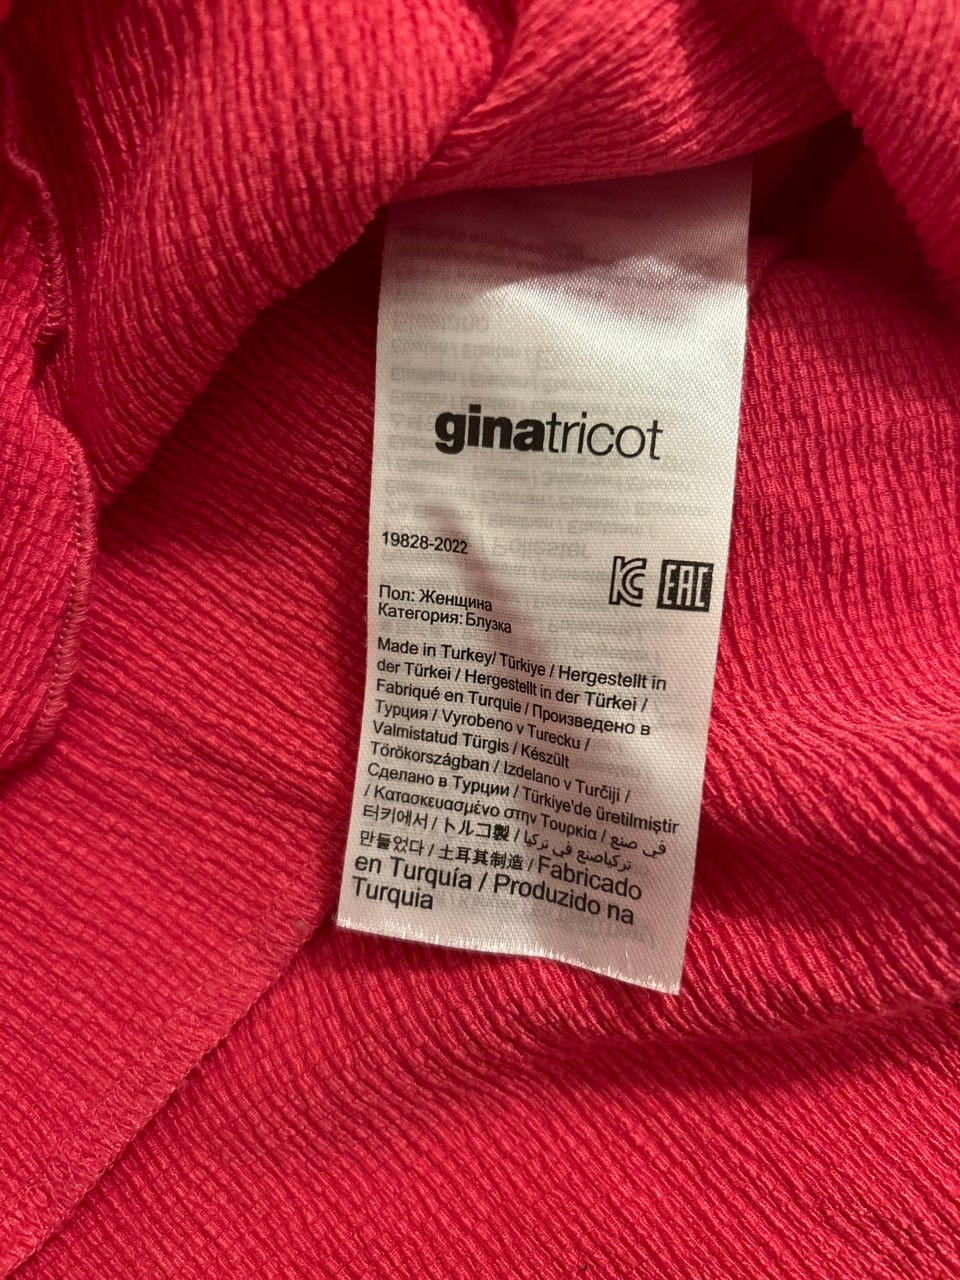 ginatricot
19828-2022
KC EAC
Пол: Женщина
Категория: Блузка
Made in Turkey/ Türkiye / Hergestellt in
der Türkei / Hergestellt in der Türkei /
Fabriqué en Turquie / Произведено в
Турция / Vyrobeno v Turecku /
Valmistatud Türgis / Készült
Törökországban / Izdelano v Turčiji /
Сделано в Турции / Türkiye'de üretilmiştir
/ Κατασκευασμένο στην Τουρκία / في صنع
터키에서 / トルコ製 / تركياصنع في تركيا
만들었다 / 土耳其制造 / Fabricado
en Turquía / Produzido na
Turquia